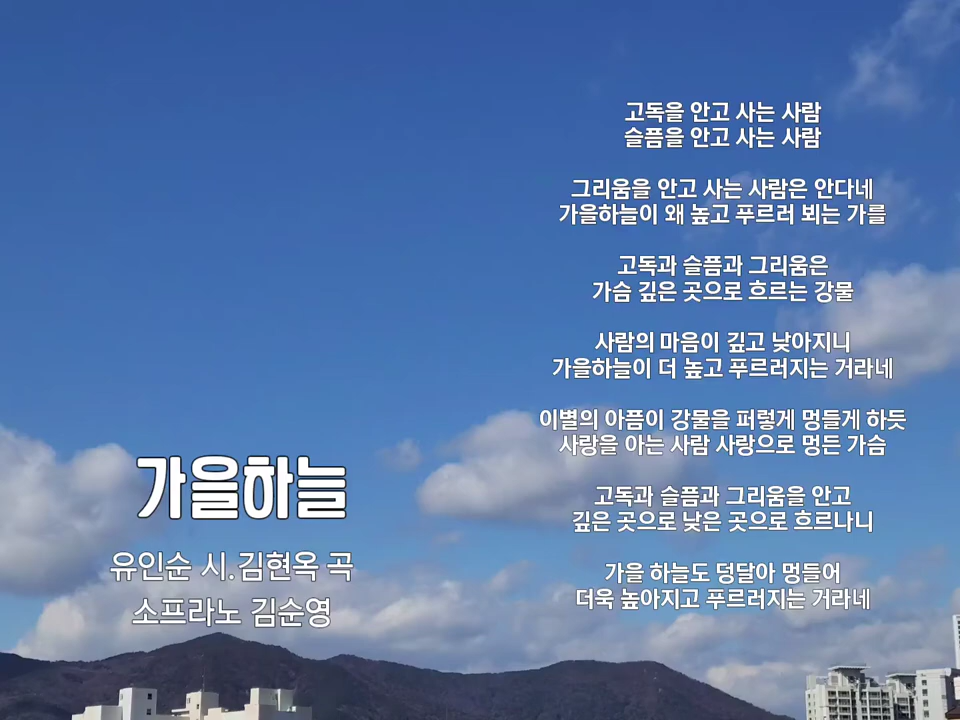 가을하늘
유인순 시.김현옥 곡
소프라노 김순영
고독을 안고 사는 사람
슬픔을 안고 사는 사람
그리움을 안고 사는 사람은 안다네
가을하늘이 왜 높고 푸르러 뵈는 가를
고독과 슬픔과 그리움은
가슴 깊은 곳으로 흐르는 강물
사람의 마음이 깊고 낮아지니
가을하늘이 더 높고 푸르러지는 거라네
이별의 아픔이 강물을 퍼렇게 멍들게 하듯
사랑을 아는 사람 사랑으로 멍든 가슴
고독과 슬픔과 그리움을 안고
깊은 곳으로 낮은 곳으로 흐르나니
가을 하늘도 덩달아 멍들어
더욱 높아지고 푸르러지는 거라네